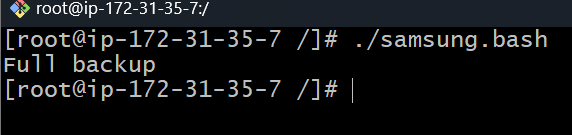 root@ip-172-31-35-7:/
[root@ip-172-31-35-7 /]# ./samsung.bash
Full backup
[root@ip-172-31-35-7 /]#